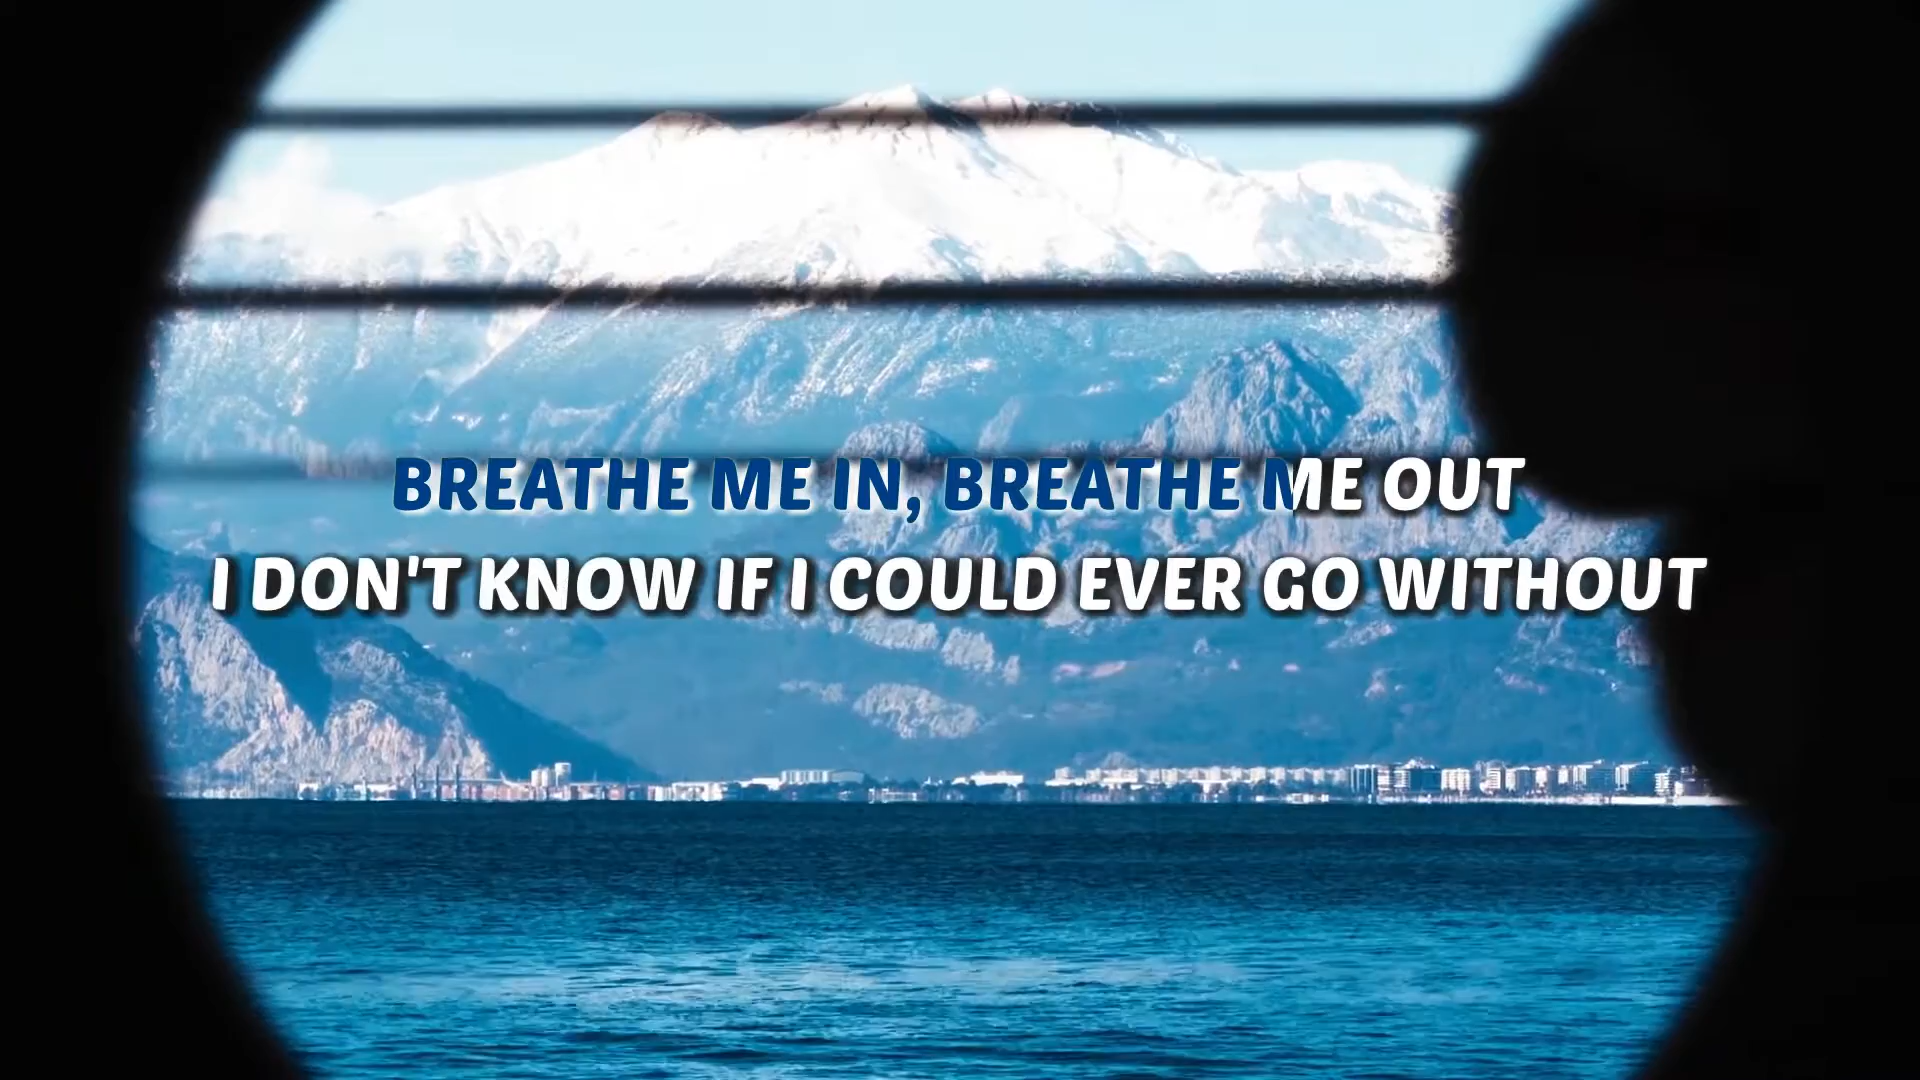 BREATHE ME IN, BREATHE ME OUT
I DON'T KNOW IF I COULD EVER GO WITHOUT